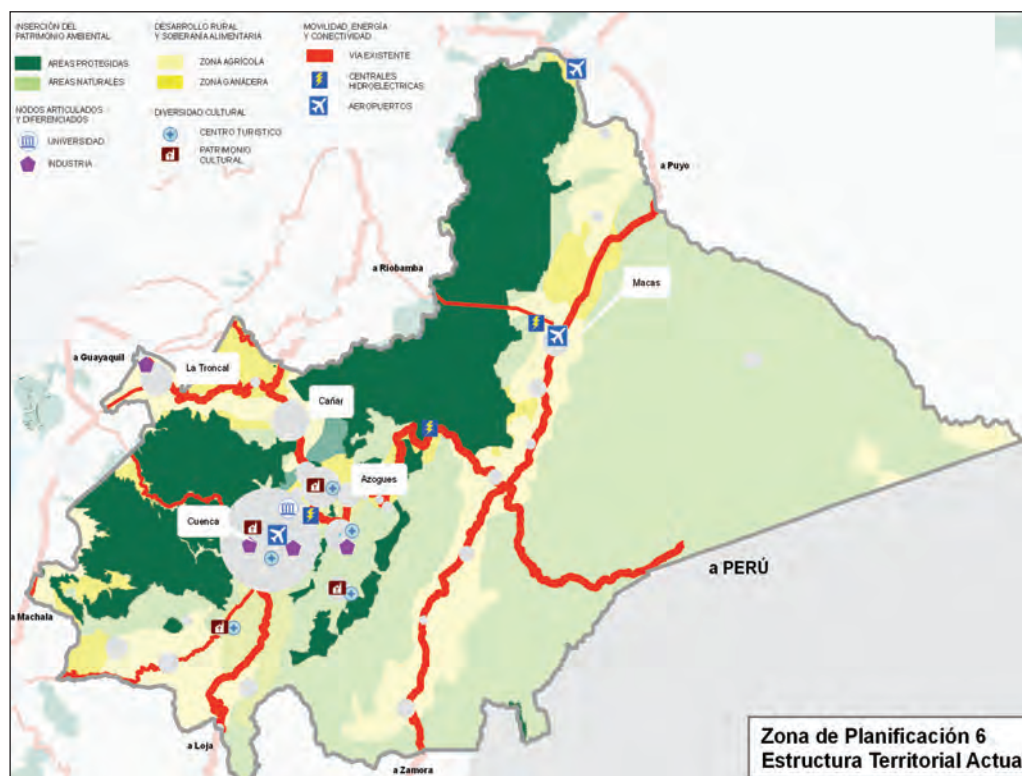 INSERCIÓN DEL
PATRIMONIO AMBIENTAL
ÁREAS PROTEGIDAS
ÁREAS NATURALES
NODOS ARTICULADOS
Y DIFERENCIADOS
UNIVERSIDAD
INDUSTRIA
DESARROLLO RURAL
Y SOBERANÍA ALIMENTARIA
ZONA AGRÍCOLA
ZONA GANADERA
DIVERSIDAD CULTURAL
CENTRO TURISTICO
PATRIMONIO
CULTURAL
MOVILIDAD, ENERGÍA
Y CONECTIVIDAD
VÍA EXISTENTE
CENTRALES
HIDROELÉCTRICAS
AEROPUERTOS
a Puyo
a Riobamba
Macas
a Guayaquil
La Troncal
Cañar
Azogues
Cuenca
a PERÚ
a Machala
a Loja
a Zamora
Zona de Planificación 6
Estructura Territorial Actua